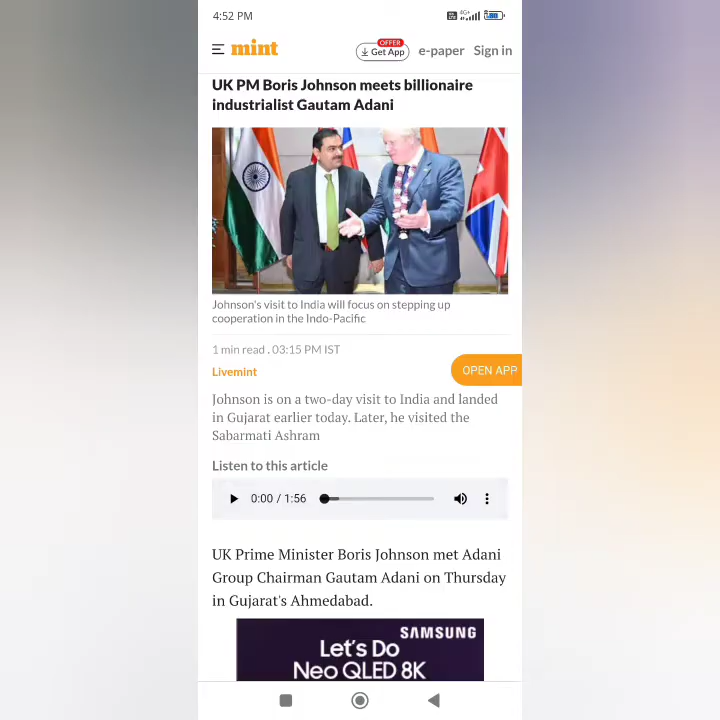 4:52 PM
4G+
mint
OFFER
Get App
e-paper
Sign in
UK PM Boris Johnson meets billionaire
industrialist Gautam Adani
Johnson's visit to India will focus on stepping up
cooperation in the Indo-Pacific
1 min read . 03:15 PM IST
OPEN APP
Livemint
Johnson is on a two-day visit to India and landed
in Gujarat earlier today. Later, he visited the
Sabarmati Ashram
Listen to this article
0:00 / 1:56
UK Prime Minister Boris Johnson met Adani
Group Chairman Gautam Adani on Thursday
in Gujarat's Ahmedabad.
SAMSUNG
Let's Do
Neo QLED 8K